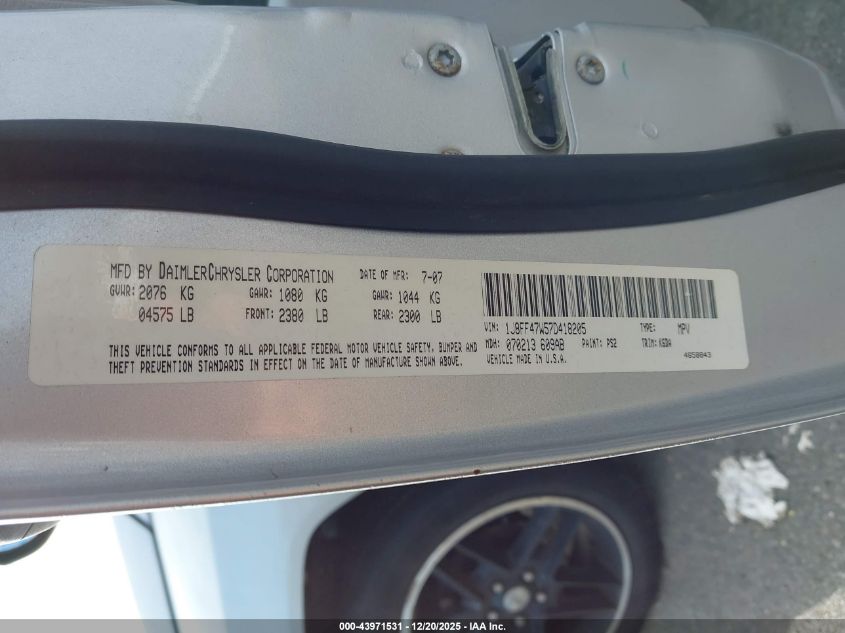 MFD BY DAIMLERCHRYSLER CORPORATION DATE OF MFR: 7-07
GVWR: 2076 KG GAWR: 1080 KG GAWR: 1044 KG
04575 LB FRONT: 2380 LB REAR: 2300 LB
THIS VEHICLE CONFORMS TO ALL APPLICABLE FEDERAL MOTOR VEHICLE SAFETY, BUMPER AND
THEFT PREVENTION STANDARDS IN EFFECT ON THE DATE OF MANUFACTURE SHOWN ABOVE.
VIN: 1J8FF47W57D418205 TYPE: MPV
MDH: 070213 609AB PAINT: PS2 TRIM: K6DA
VEHICLE MADE IN U.S.A. 4658843
000-43971531 - 12/20/2025 - IAA Inc.